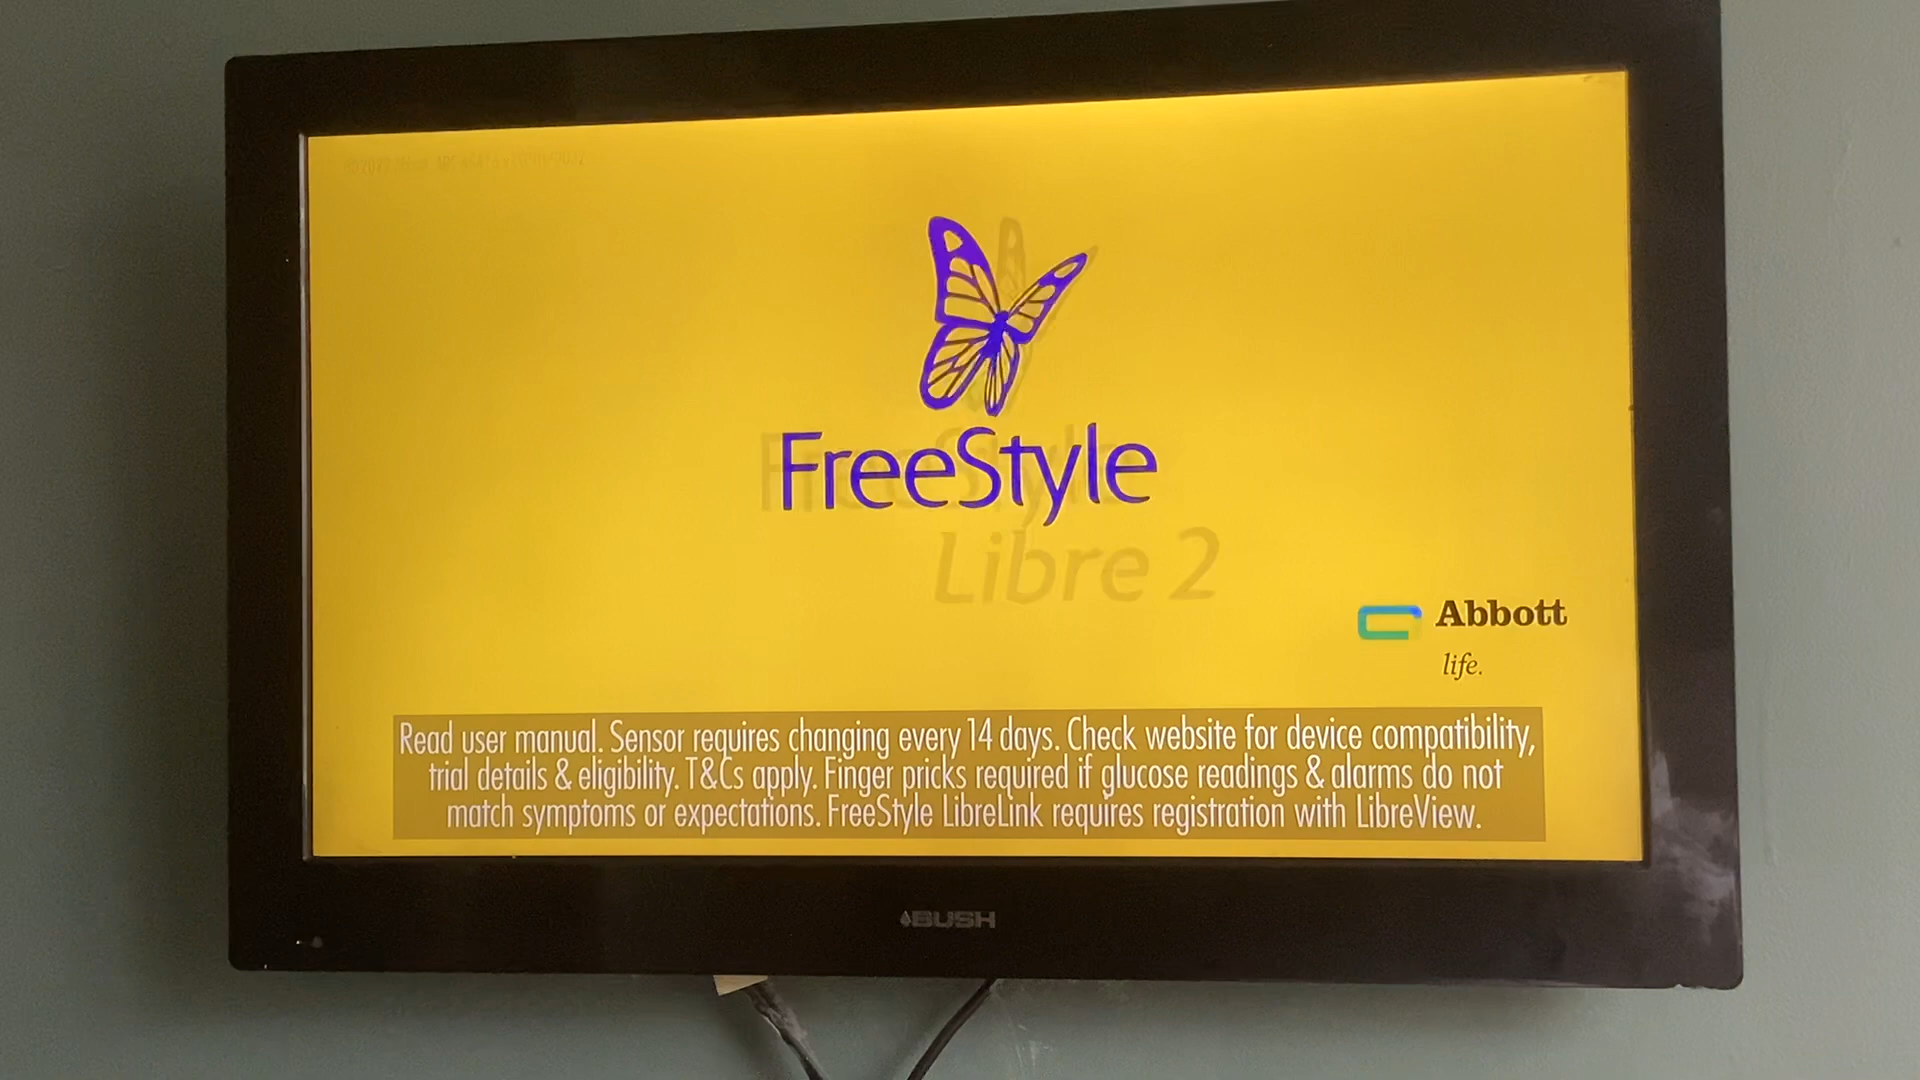 FreeStyle
Libre 2
Abbott
life.
Read user manual. Sensor requires changing every 14 days. Check website for device compatibility,
trial details & eligibility. T&Cs apply. Finger pricks required if glucose readings & alarms do not
match symptoms or expectations. FreeStyle LibreLink requires registration with LibreView.
BUSH